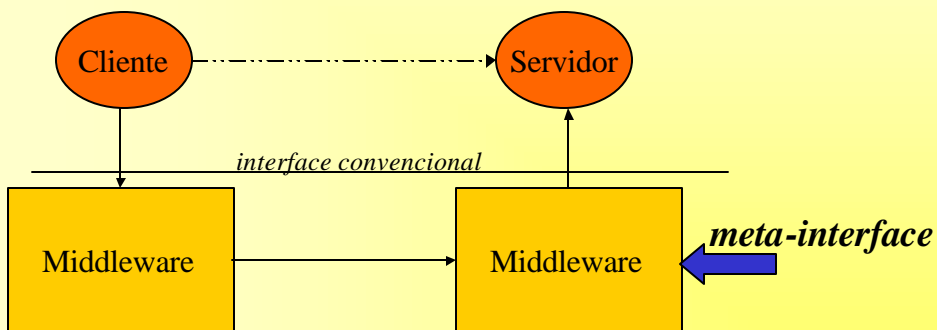 Cliente
Servidor
interface convencional
meta-interface
Middleware
Middleware